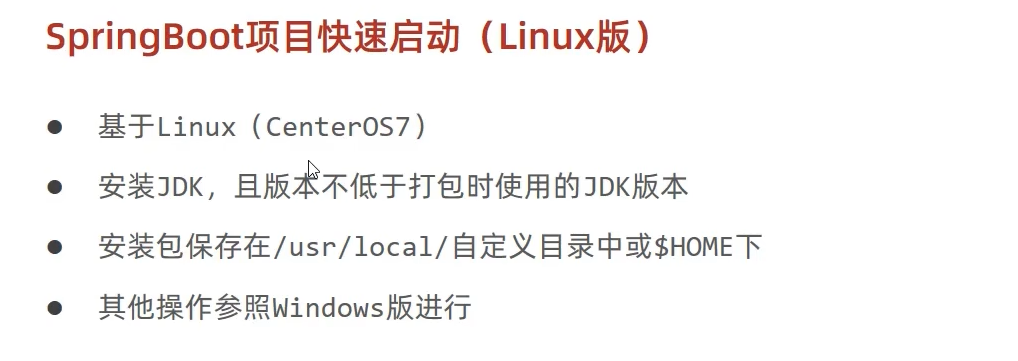 SpringBoot项目快速启动（Linux版）
基于Linux（CenterOS7）
安装JDK，且版本不低于打包时使用的JDK版本
安装包保存在/usr/local/自定义目录中或$HOME下
其他操作参照Windows版进行